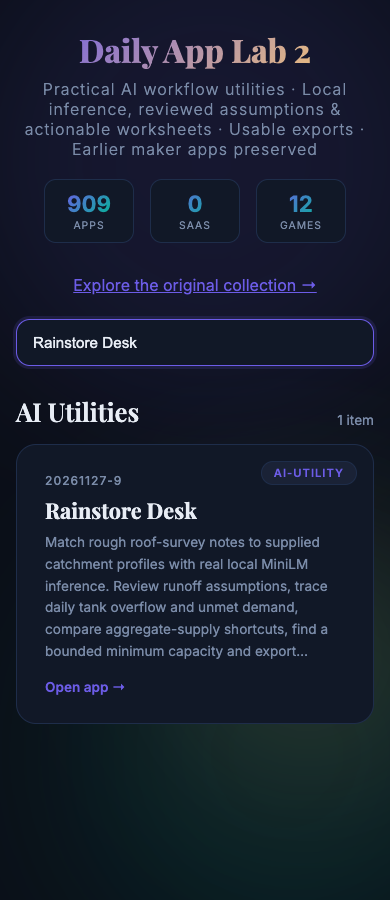 Daily App Lab 2
Practical AI workflow utilities · Local
inference, reviewed assumptions &
actionable worksheets · Usable exports ·
Earlier maker apps preserved
909
APPS
0
SAAS
12
GAMES
Explore the original collection →
Rainstore Desk
AI Utilities
1 item
20261127-9
AI-UTILITY
Rainstore Desk
Match rough roof-survey notes to supplied
catchment profiles with real local MiniLM
inference. Review runoff assumptions, trace
daily tank overflow and unmet demand,
compare aggregate-supply shortcuts, find a
bounded minimum capacity and export...
Open app →